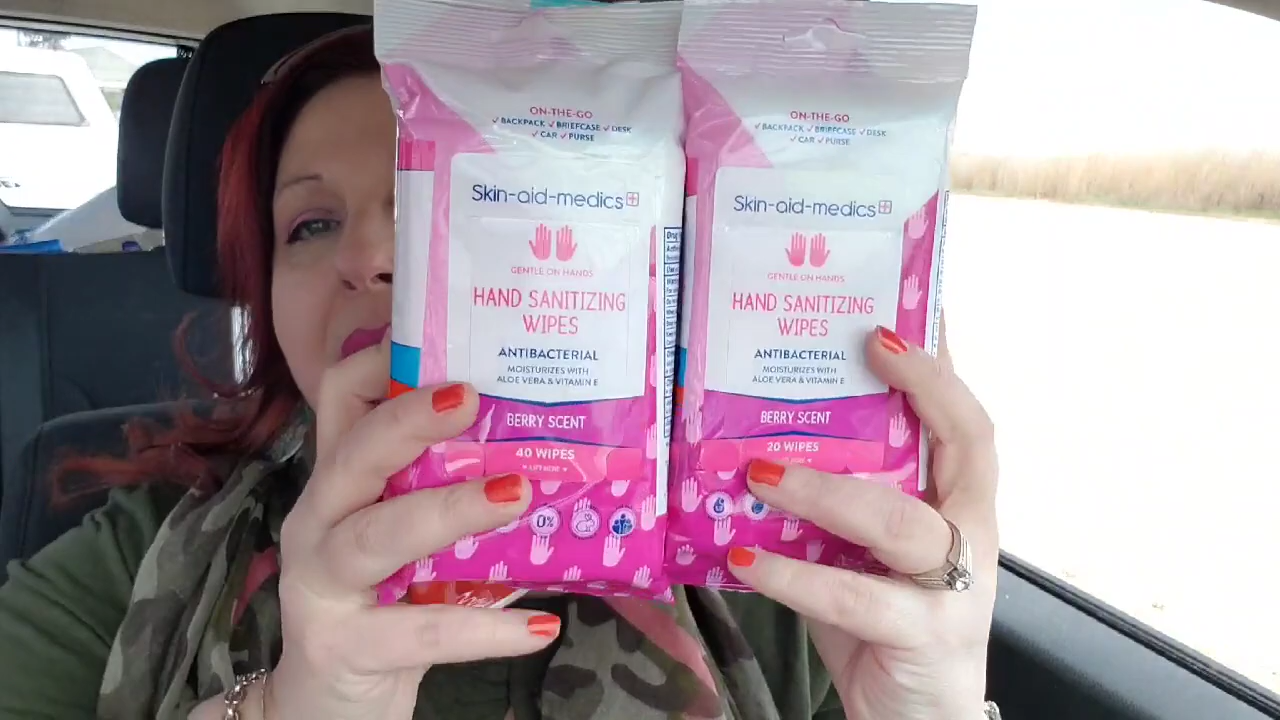 ON-THE-GO
✓ BACKPACK ✓ BRIEFCASE ✓ DESK
✓ CAR ✓ PURSE
Skin-aid-medics
GENTLE ON HANDS
HAND SANITIZING
WIPES
ANTIBACTERIAL
MOISTURIZES WITH
ALOE VERA & VITAMIN E
BERRY SCENT
40 WIPES
0%
ON-THE-GO
✓ BACKPACK ✓ BRIEFCASE ✓ DESK
✓ CAR ✓ PURSE
Skin-aid-medics
GENTLE ON HANDS
HAND SANITIZING
WIPES
ANTIBACTERIAL
MOISTURIZES WITH
ALOE VERA & VITAMIN E
BERRY SCENT
20 WIPES